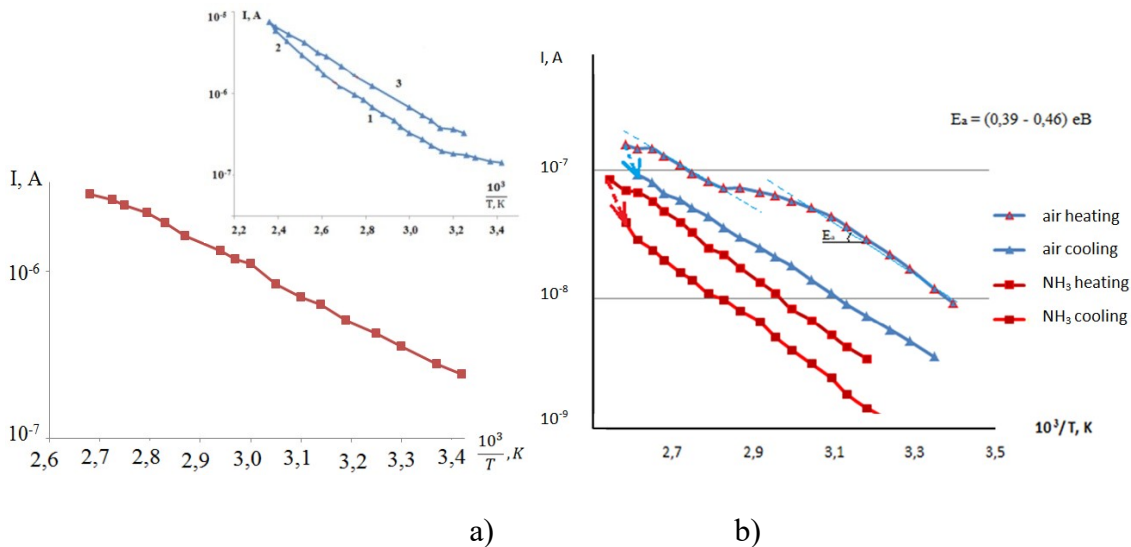 I, A
10⁻⁵
2
3
10⁻⁶
1
10⁻⁷
10³
T, K
2,2 2,4 2,6 2,8 3,0 3,2 3,4
I, A
10⁻⁶
10⁻⁷
10³
T , K
2,6 2,7 2,8 2,9 3,0 3,1 3,2 3,3 3,4
a)
I, A
Eₐ = (0,39 - 0,46) eB
10⁻⁷
Eₐ
10⁻⁸
10⁻⁹
air heating
air cooling
NH₃ heating
NH₃ cooling
10³/T, K
2,7 2,9 3,1 3,3 3,5
b)